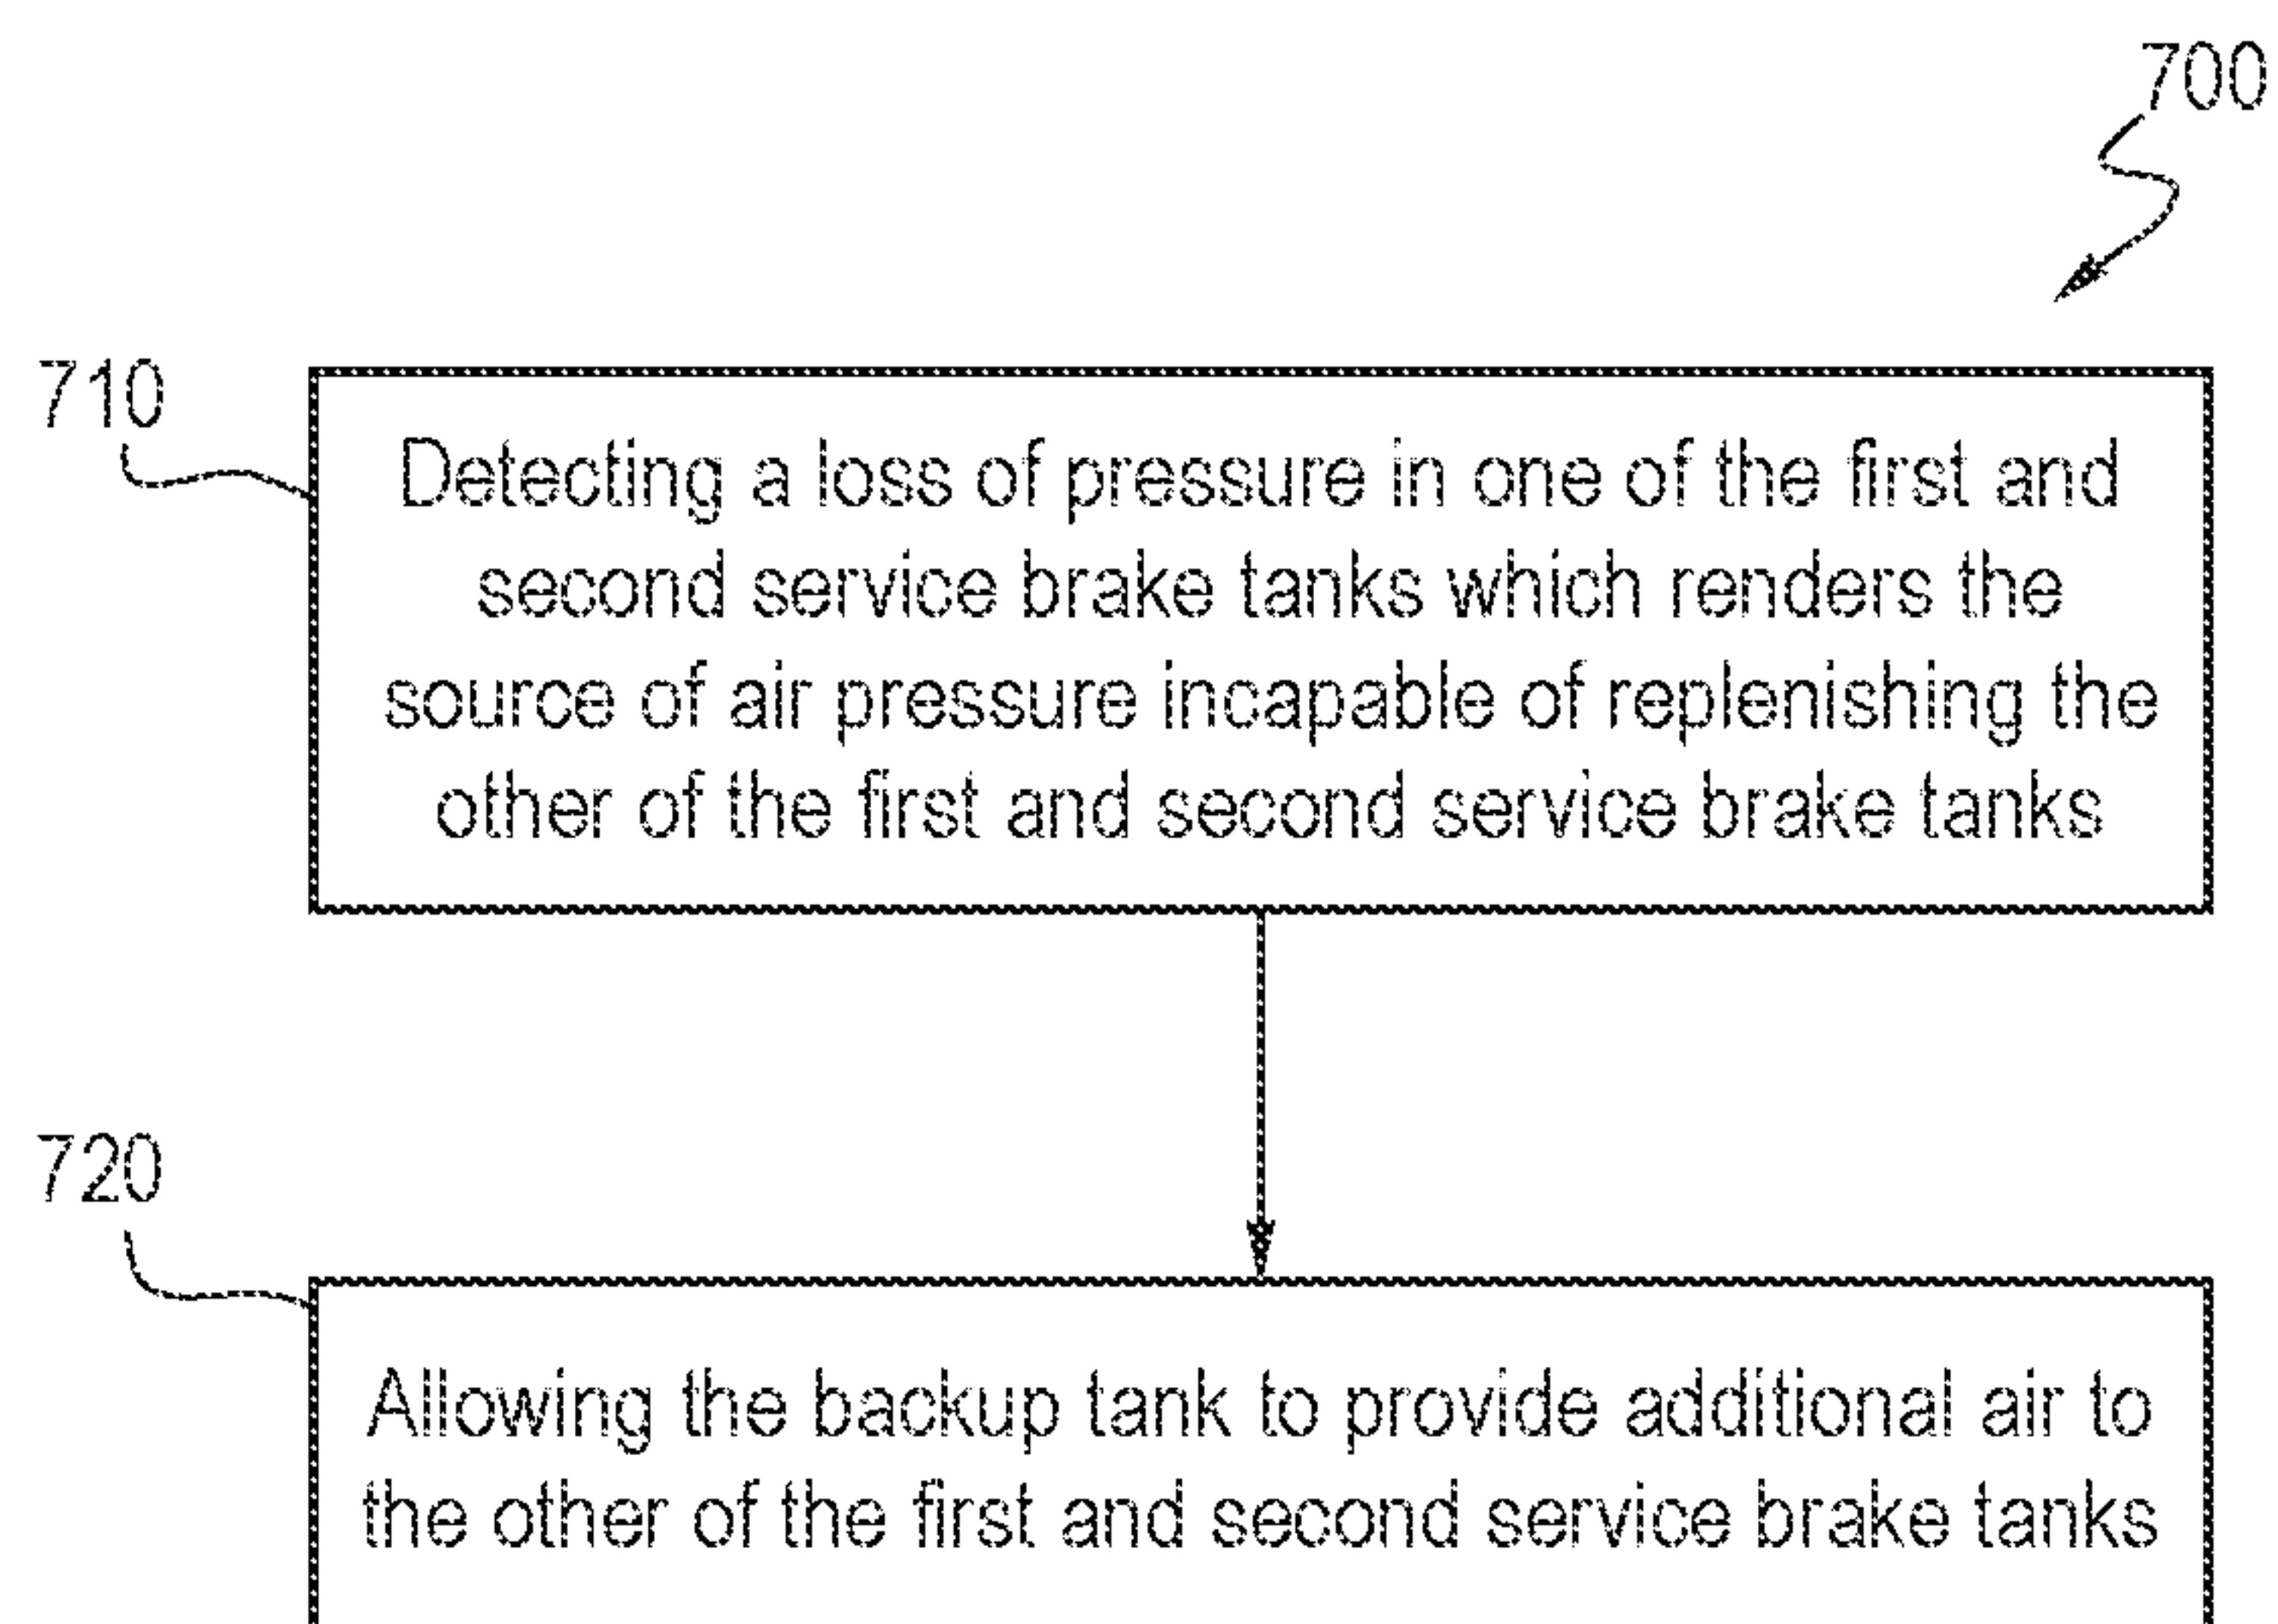 700
710
Detecting a loss of pressure in one of the first and
second service brake tanks which renders the
source of air pressure incapable of replenishing the
other of the first and second service brake tanks
720
Allowing the backup tank to provide additional air to
the other of the first and second service brake tanks